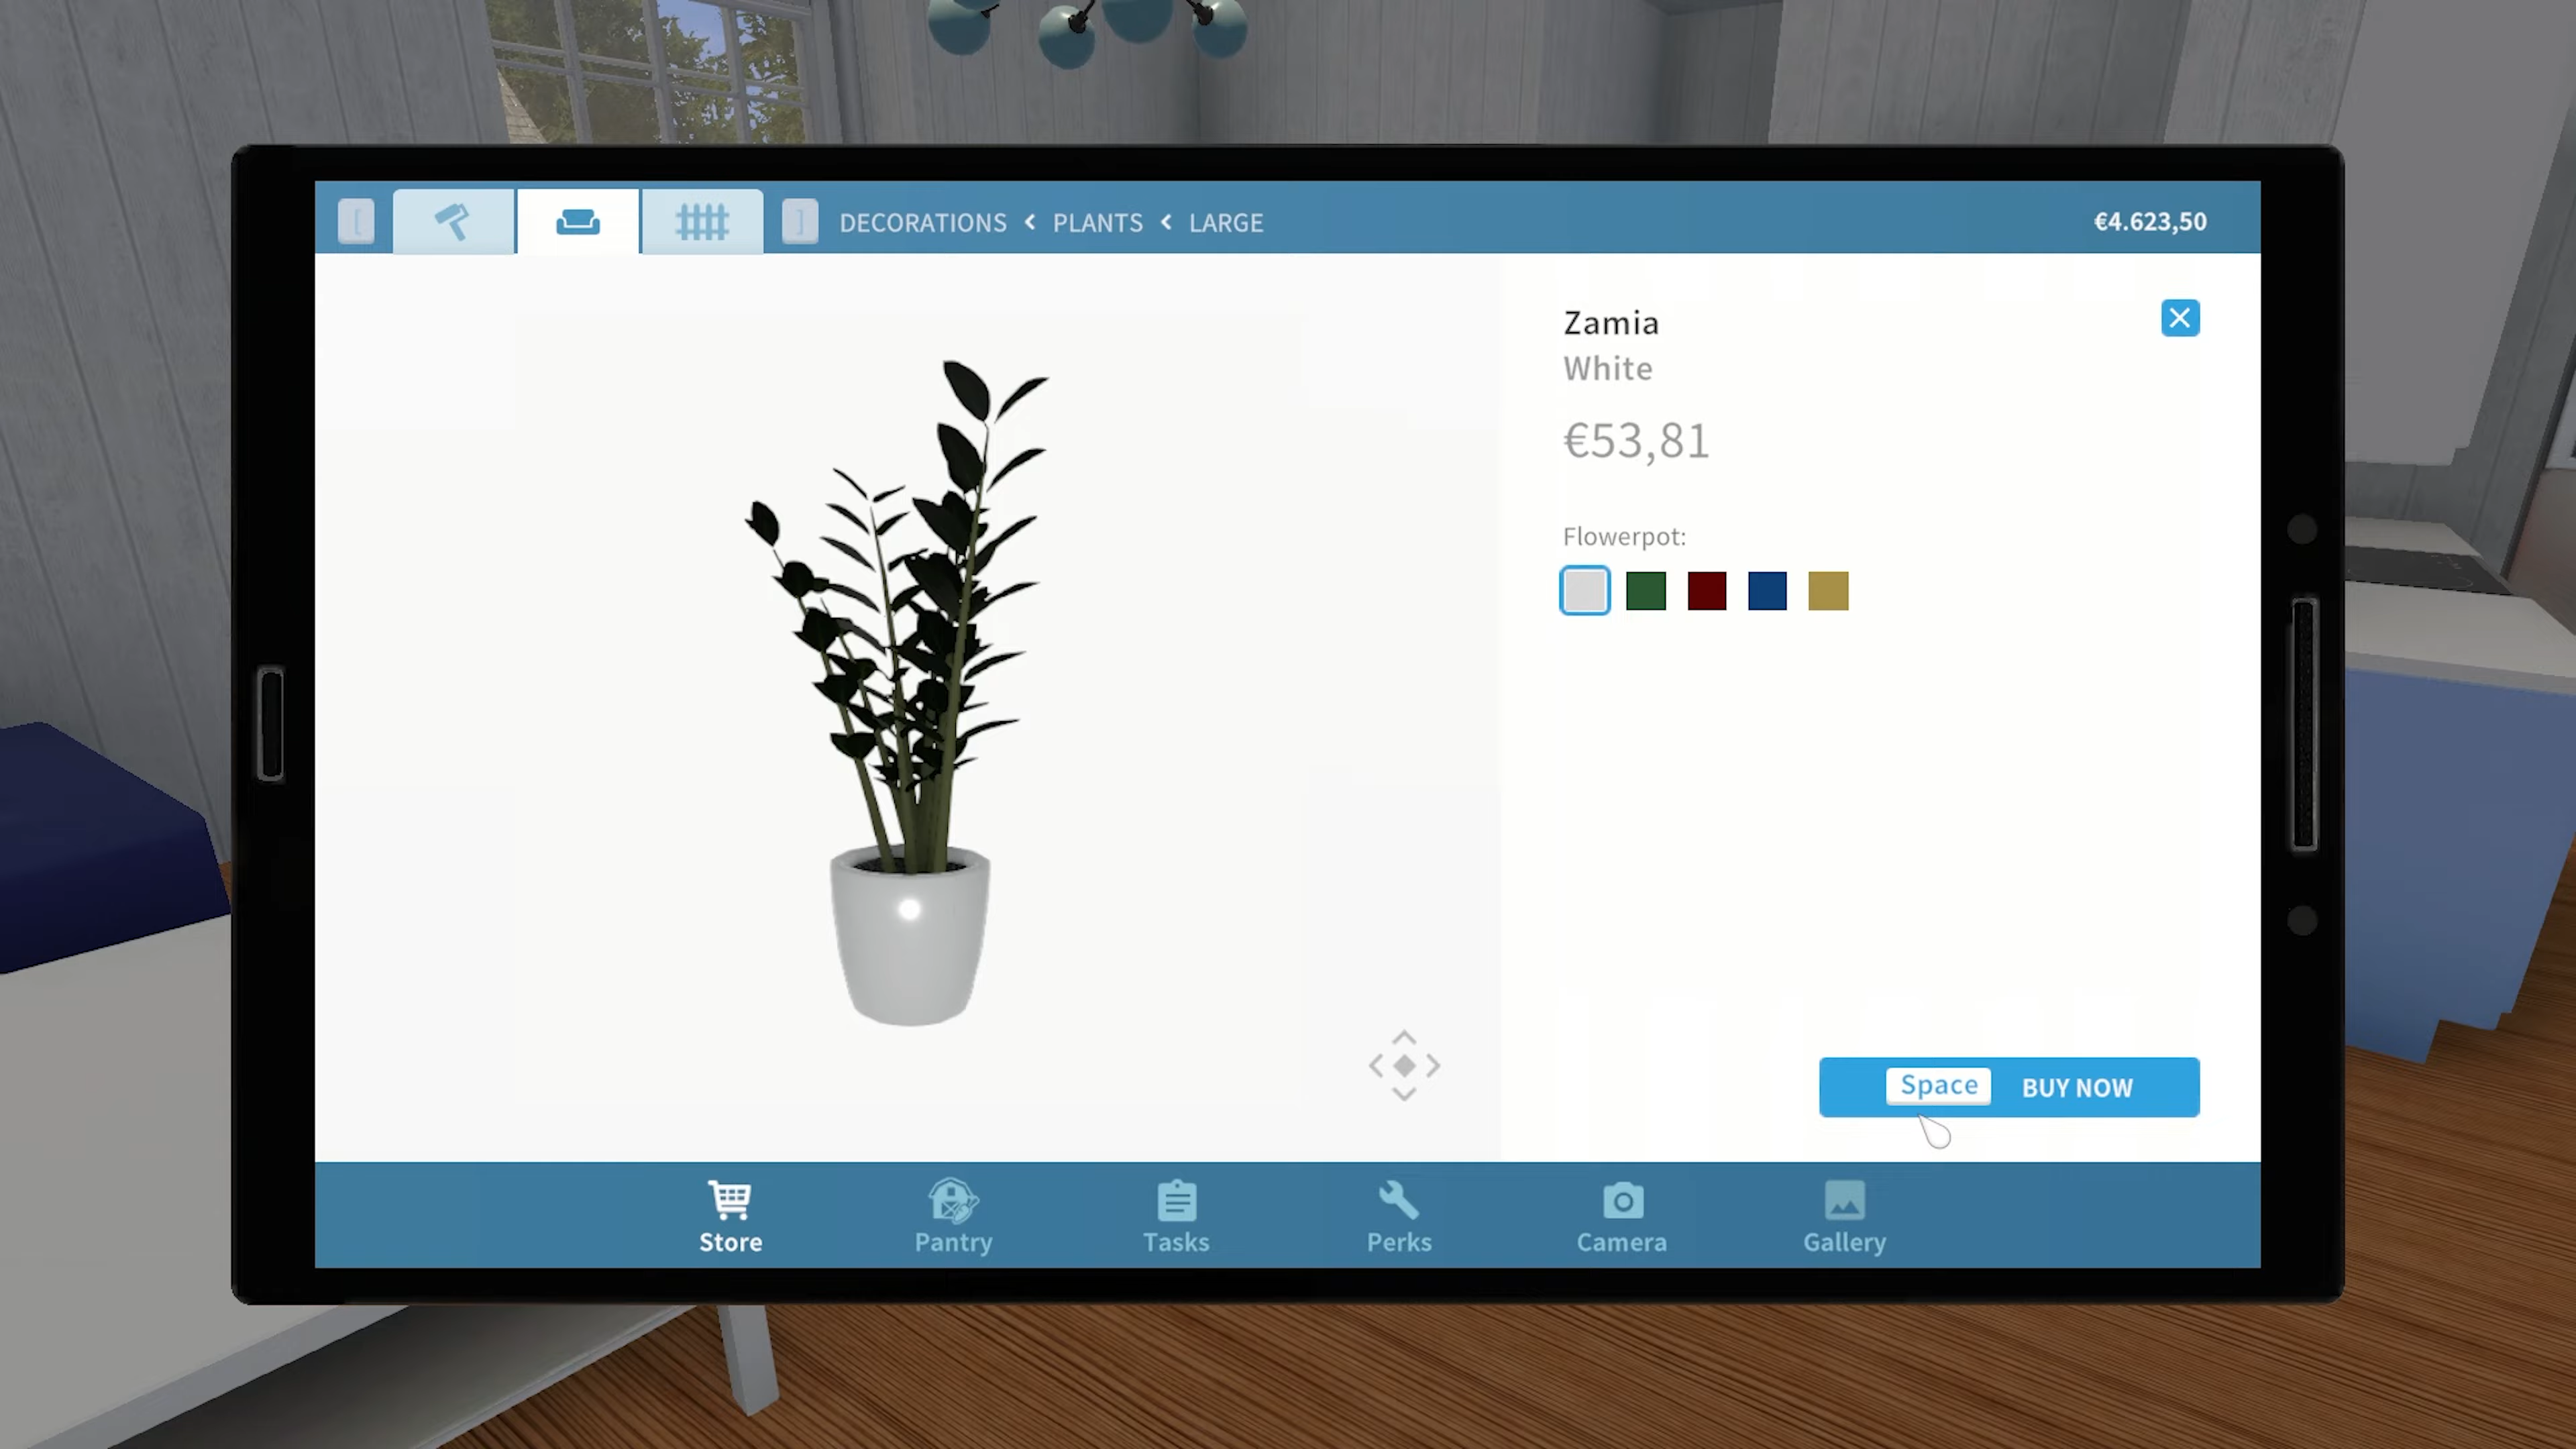 [ ] DECORATIONS < PLANTS < LARGE €4.623,50
Zamia
White
€53,81
Flowerpot:
Space BUY NOW
Store Pantry Tasks Perks Camera Gallery